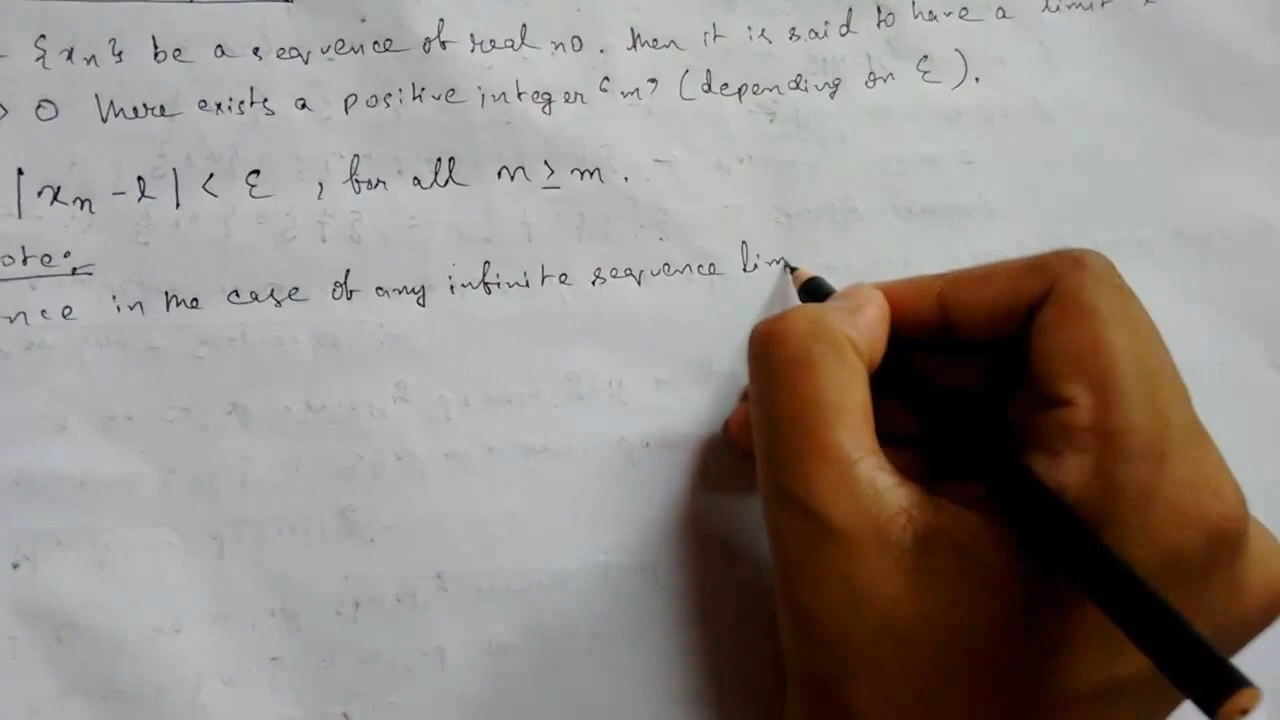 {xn} be a sequence of real no. then it is said to have a limit
> 0 there exists a positive integer 'm' (depending on ε).
|xn - l| < ε , for all n ≥ m.
ote:
nce in the case of any infinite sequence lim